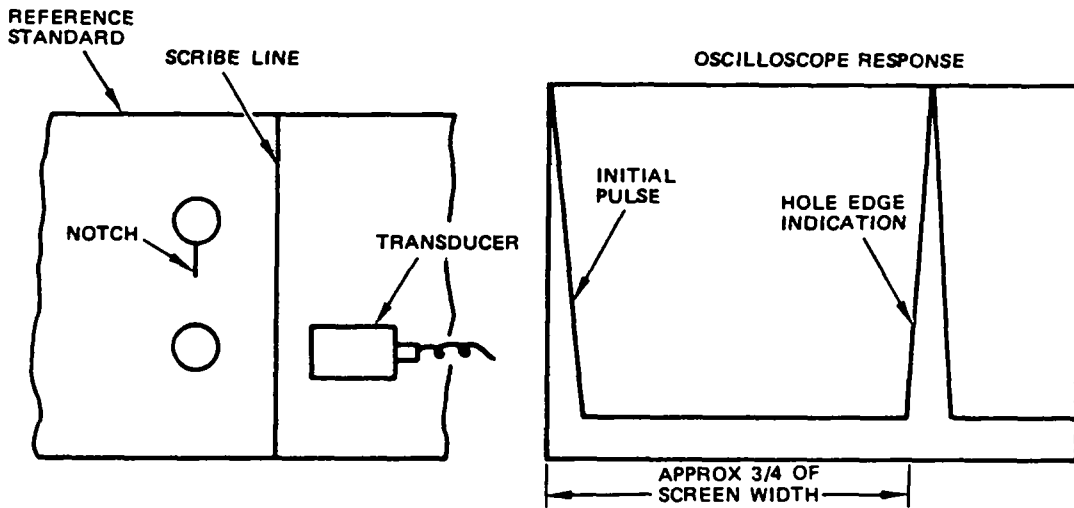 REFERENCE
STANDARD
SCRIBE LINE
NOTCH
TRANSDUCER
OSCILLOSCOPE RESPONSE
INITIAL
PULSE
HOLE EDGE
INDICATION
APPROX 3/4 OF
SCREEN WIDTH